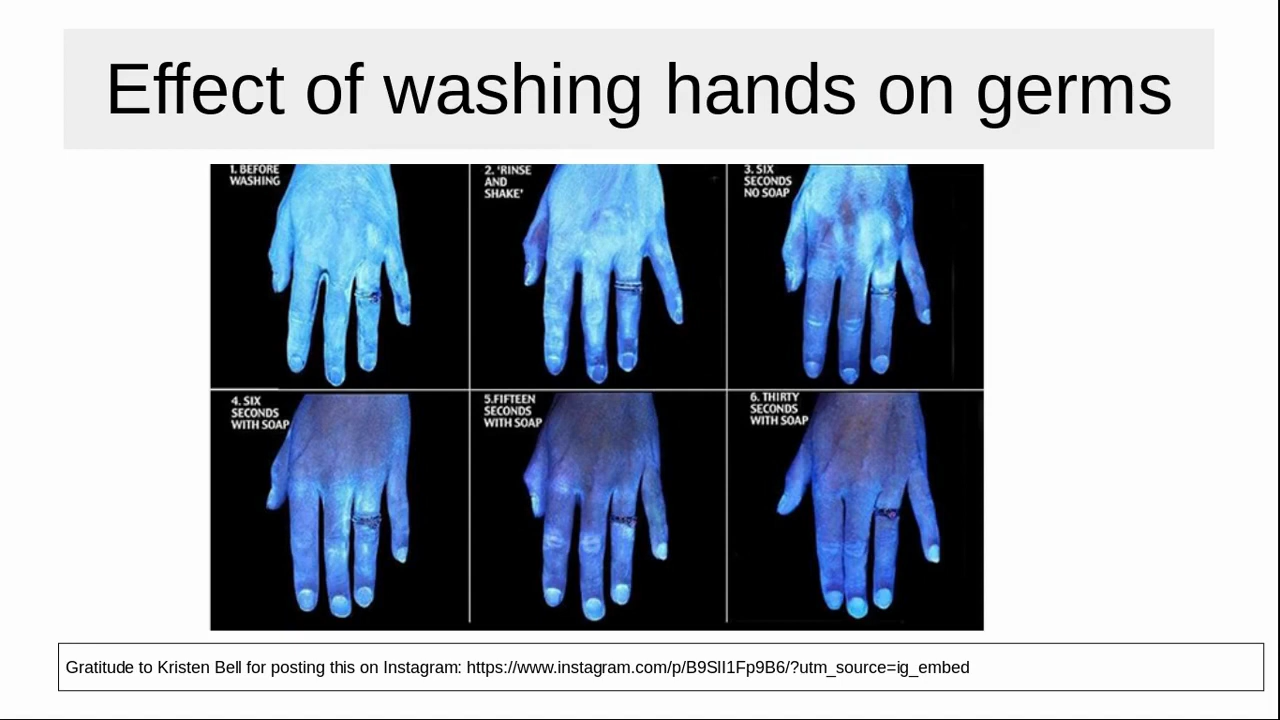 Effect of washing hands on germs
1. BEFORE
WASHING
2. 'RINSE
AND
SHAKE'
3. SIX
SECONDS
NO SOAP
4. SIX
SECONDS
WITH SOAP
5.FIFTEEN
SECONDS
WITH SOAP
6. THIRTY
SECONDS
WITH SOAP
Gratitude to Kristen Bell for posting this on Instagram: https://www.instagram.com/p/B9SlI1Fp9B6/?utm_source=ig_embed